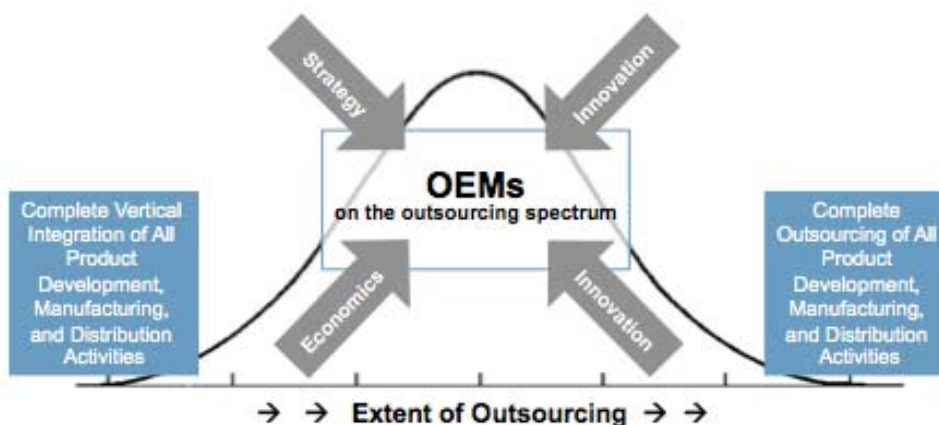 Strategy
Innovation
OEMs
on the outsourcing spectrum
Complete Vertical
Integration of All
Product
Development,
Manufacturing,
and Distribution
Activities
Complete
Outsourcing of All
Product
Development,
Manufacturing,
and Distribution
Activities
Economics
Innovation
→ → Extent of Outsourcing → →